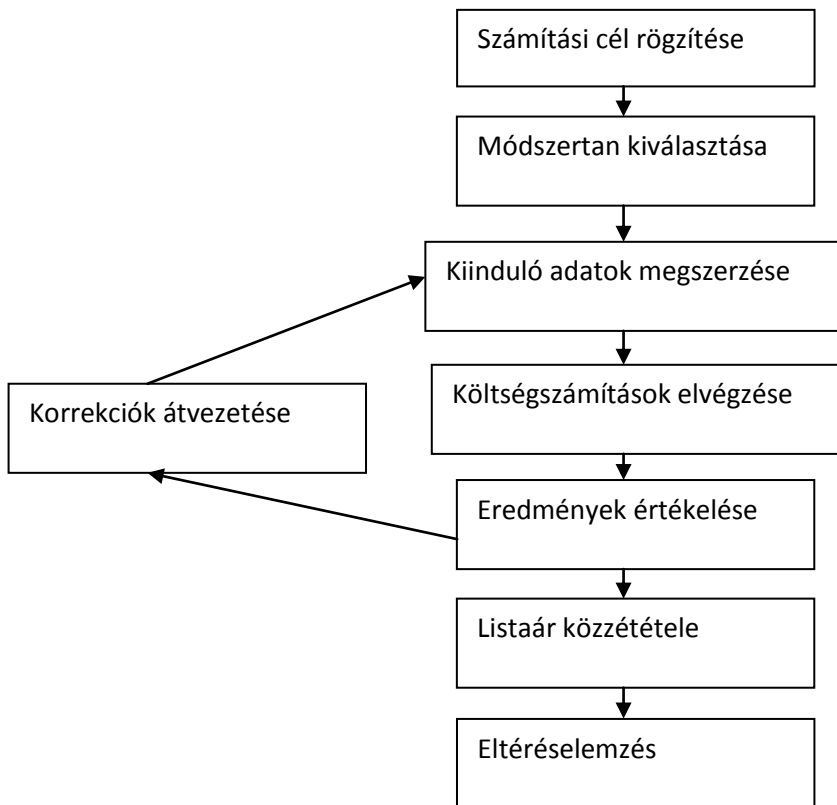 Számítási cél rögzítése
Módszertan kiválasztása
Kiinduló adatok megszerzése
Költségszámítások elvégzése
Korrekciók átvezetése
Eredmények értékelése
Listaár közzététele
Eltéréselemzés